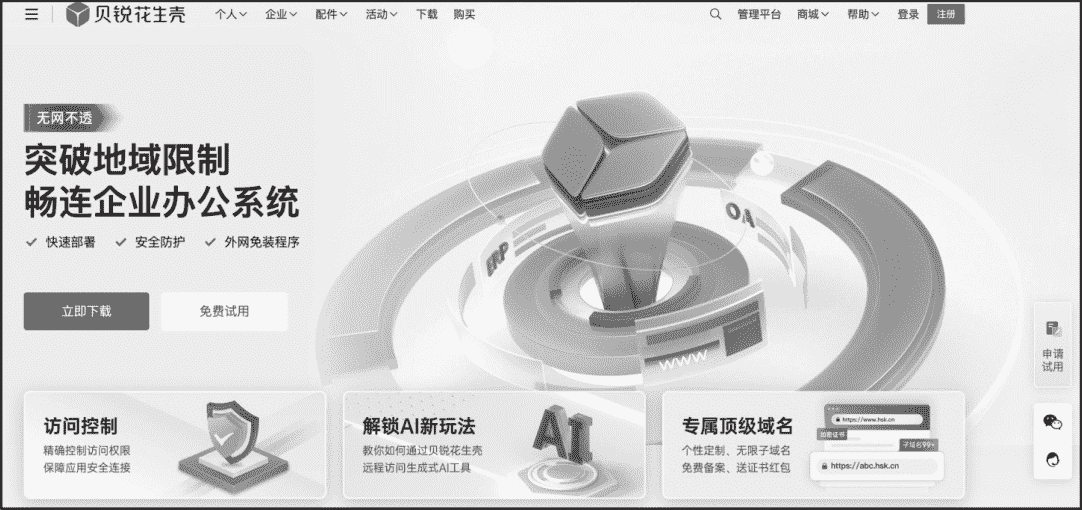 贝锐花生壳
个人 企业 配件 活动 下载 购买
管理平台 商城 帮助 登录 注册
无网不透
突破地域限制
畅连企业办公系统
快速部署 安全防护 外网免装程序
立即下载 免费试用
ERP
OA
WWW
申请
试用
访问控制
精确控制访问权限
保障应用安全连接
解锁AI新玩法
教你如何通过贝锐花生壳
远程访问生成式AI工具
AI
专属顶级域名
个性定制、无限子域名
免费备案、送证书红包
https://www.hsk.cn
加密证书
子域名99+
https://abc.hsk.cn